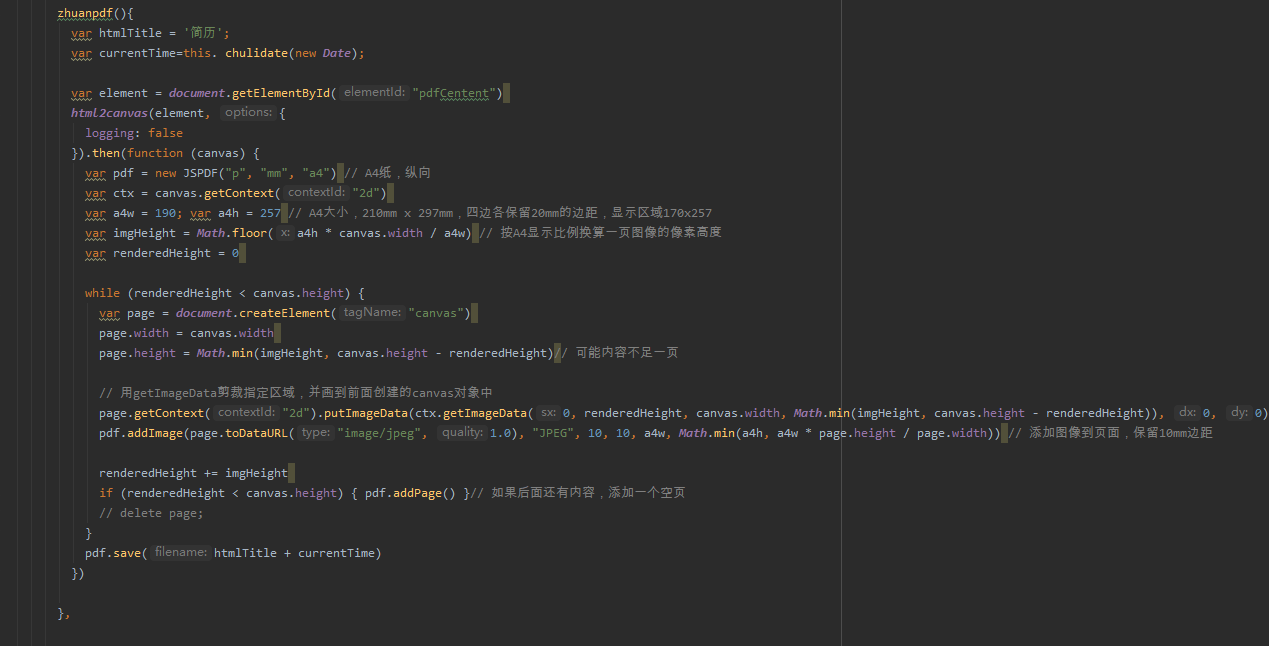 zhuanpdf(){
var htmlTitle = '简历';
var currentTime=this. chulidate(new Date);
var element = document.getElementById( elementId: "pdfCentent")
html2canvas(element, options: {
logging: false
}).then(function (canvas) {
var pdf = new JSPDF("p", "mm", "a4") // A4纸，纵向
var ctx = canvas.getContext( contextId: "2d")
var a4w = 190; var a4h = 257 // A4大小，210mm x 297mm，四边各保留20mm的边距，显示区域170x257
var imgHeight = Math.floor( x: a4h * canvas.width / a4w) // 按A4显示比例换算一页图像的像素高度
var renderedHeight = 0
while (renderedHeight < canvas.height) {
var page = document.createElement( tagName: "canvas")
page.width = canvas.width
page.height = Math.min(imgHeight, canvas.height - renderedHeight)// 可能内容不足一页
// 用getImageData剪裁指定区域，并画到前面创建的canvas对象中
page.getContext( contextId: "2d").putImageData(ctx.getImageData( sx: 0, renderedHeight, canvas.width, Math.min(imgHeight, canvas.height - renderedHeight)), dx: 0, dy: 0)
pdf.addImage(page.toDataURL( type: "image/jpeg", quality: 1.0), "JPEG", 10, 10, a4w, Math.min(a4h, a4w * page.height / page.width)) // 添加图像到页面，保留10mm边距
renderedHeight += imgHeight
if (renderedHeight < canvas.height) { pdf.addPage() }// 如果后面还有内容，添加一个空页
// delete page;
}
pdf.save( filename: htmlTitle + currentTime)
})
},